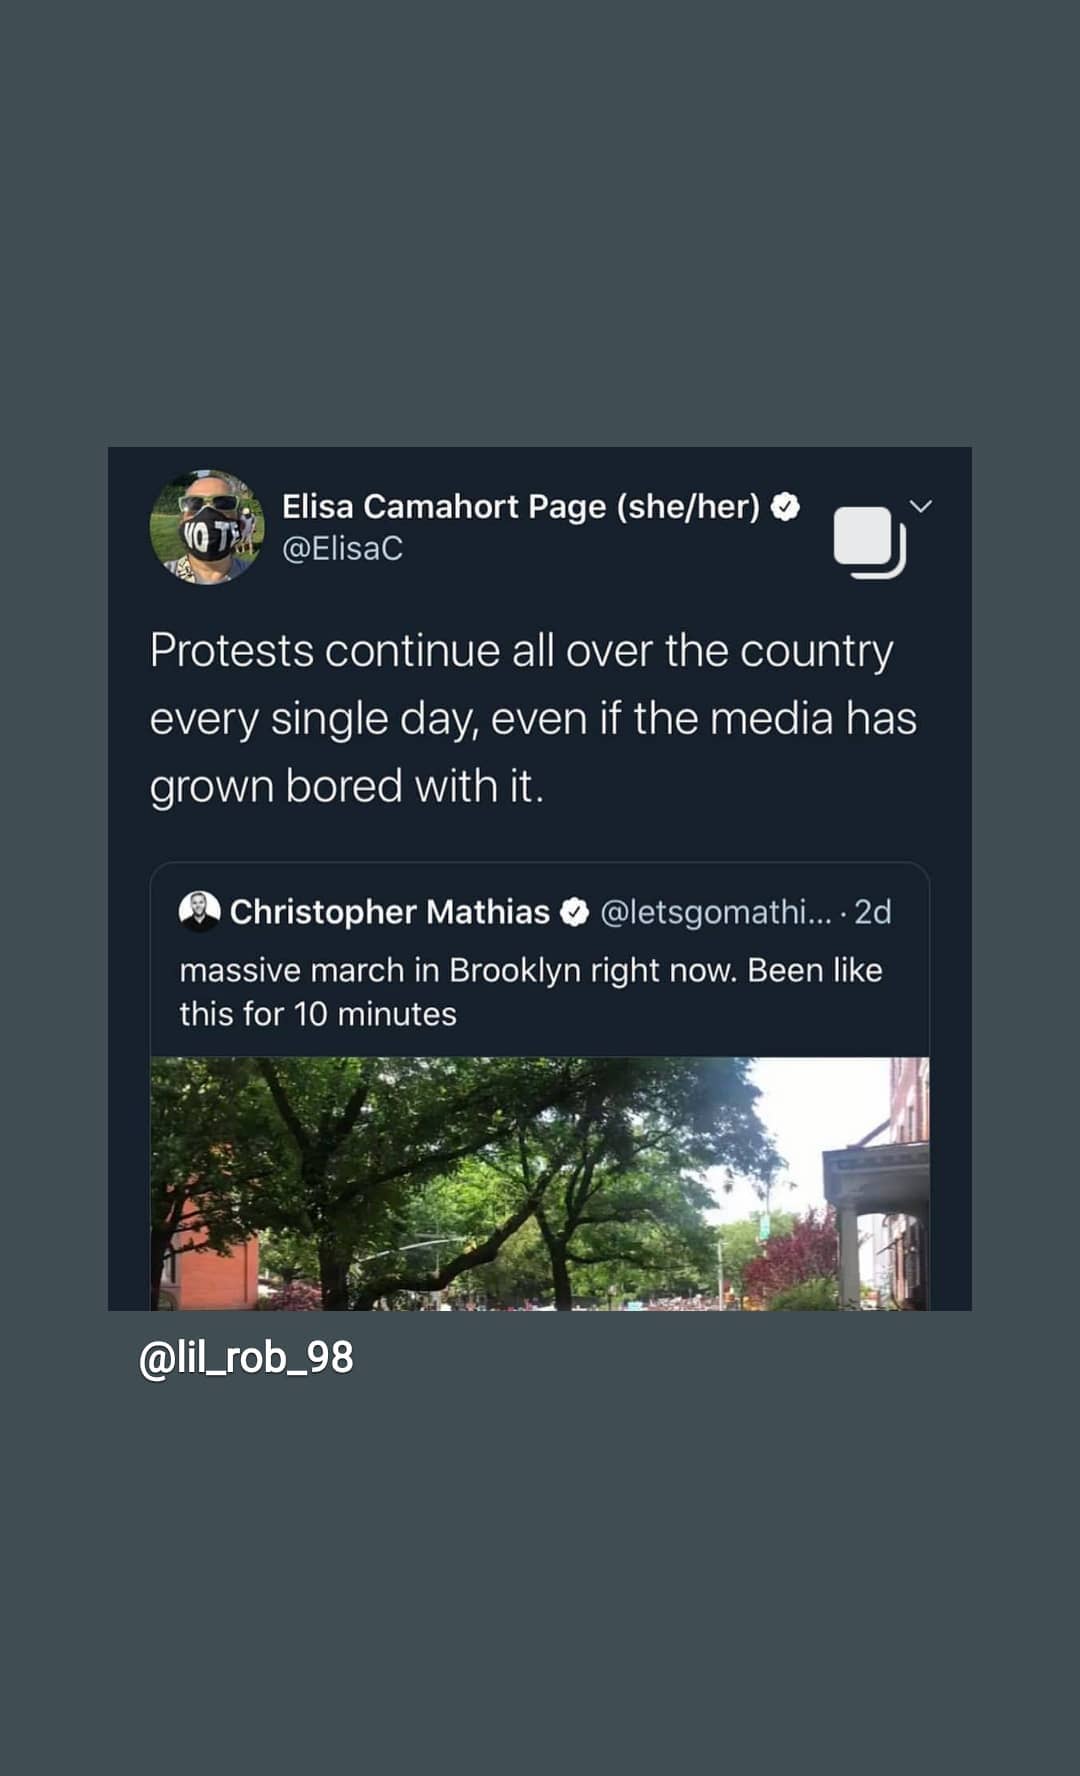 Elisa Camahort Page (she/her)
@ElisaC
VOTE
Protests continue all over the country
every single day, even if the media has
grown bored with it.
Christopher Mathias @letsgomathi... · 2d
massive march in Brooklyn right now. Been like
this for 10 minutes
@lil_rob_98